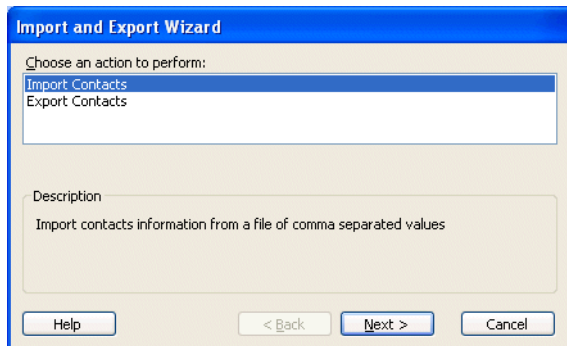 Import and Export Wizard
Choose an action to perform:
Import Contacts
Export Contacts
Description
Import contacts information from a file of comma separated values
Help
< Back
Next >
Cancel